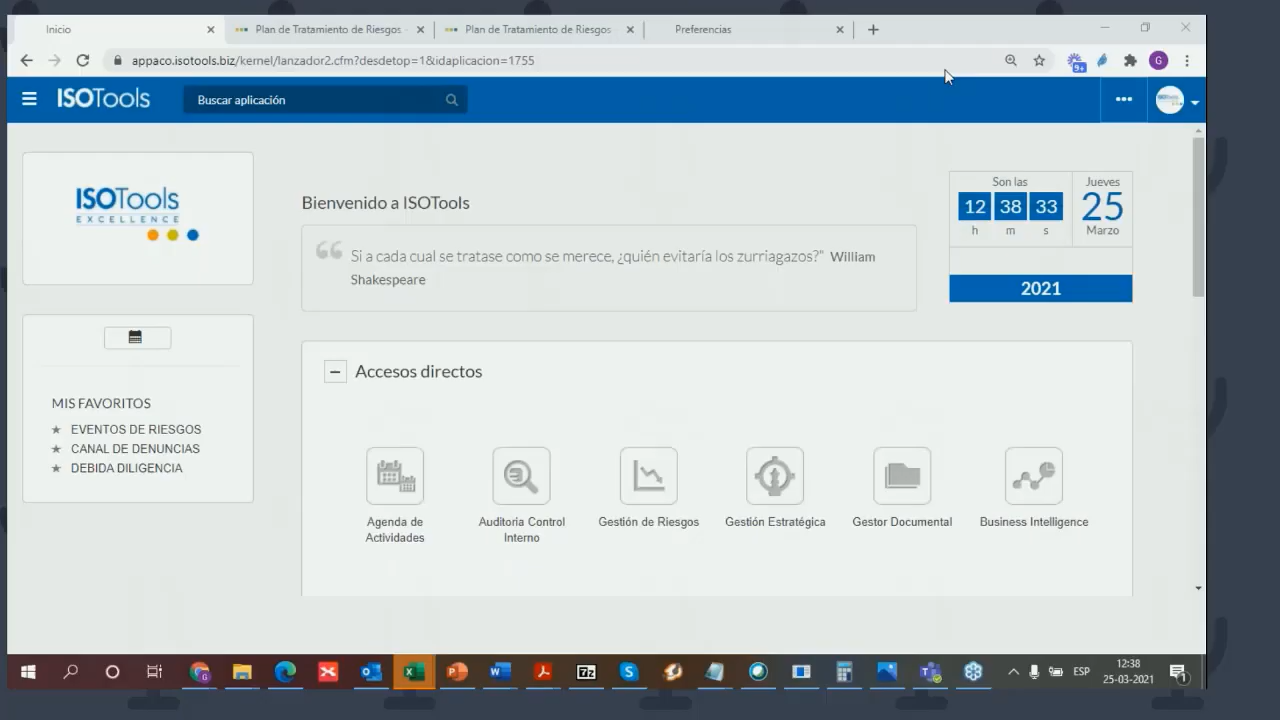 Inicio
Plan de Tratamiento de Riesgos -
Plan de Tratamiento de Riesgos
Preferencias
appaco.isotools.biz/kernel/lanzador2.cfm?desdetop=1&idaplicacion=1755
9+
G
ISOTools
Buscar aplicación
ISOTools
EXCELLENCE
Bienvenido a ISOTools
Si a cada cual se tratase como se merece, ¿quién evitaría los zurriagazos?” William
Shakespeare
Son las
12 38 33
h m s
Jueves
25
Marzo
2021
Accesos directos
MIS FAVORITOS
EVENTOS DE RIESGOS
CANAL DE DENUNCIAS
DEBIDA DILIGENCIA
Agenda de
Actividades
Auditoria Control
Interno
Gestión de Riesgos
Gestión Estratégica
Gestor Documental
Business Intelligence
ESP
12:38
25-03-2021
1